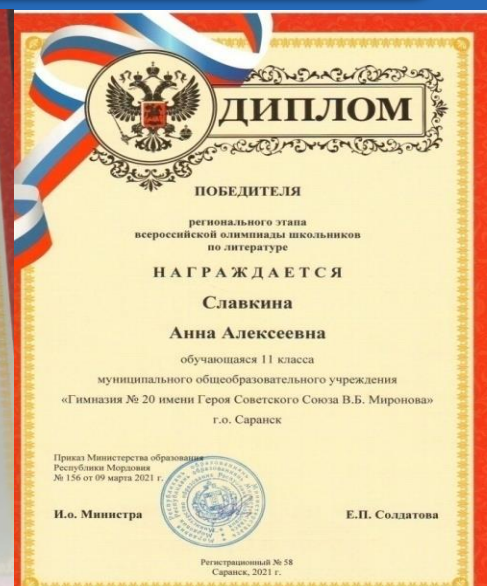 ДИПЛОМ
ПОБЕДИТЕЛЯ
регионального этапа
всероссийской олимпиады школьников
по литературе
НАГРАЖДАЕТСЯ
Славкина
Анна Алексеевна
обучающаяся 11 класса
муниципального общеобразовательного учреждения
«Гимназия № 20 имени Героя Советского Союза В.Б. Миронова»
г.о. Саранск
Приказ Министерства образования
Республики Мордовия
№ 156 от 09 марта 2021 г.
И.о. Министра
Е.П. Солдатова
Регистрационный № 58
Саранск, 2021 г.